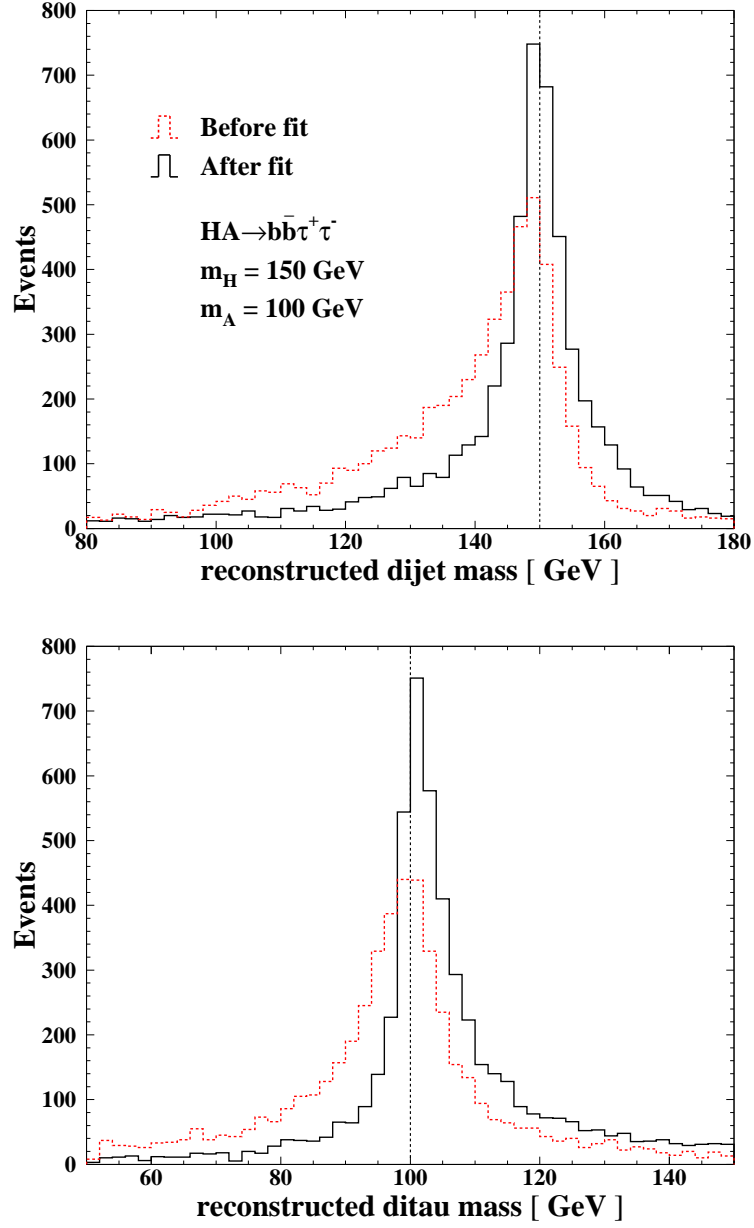 800
700
600
500
400
300
200
100
0
Events
Before fit
After fit
HA→bb̄τ⁺τ⁻
m_H = 150 GeV
m_A = 100 GeV
80 100 120 140 160 180
reconstructed dijet mass [ GeV ]
800
700
600
500
400
300
200
100
0
Events
60 80 100 120 140
reconstructed ditau mass [ GeV ]